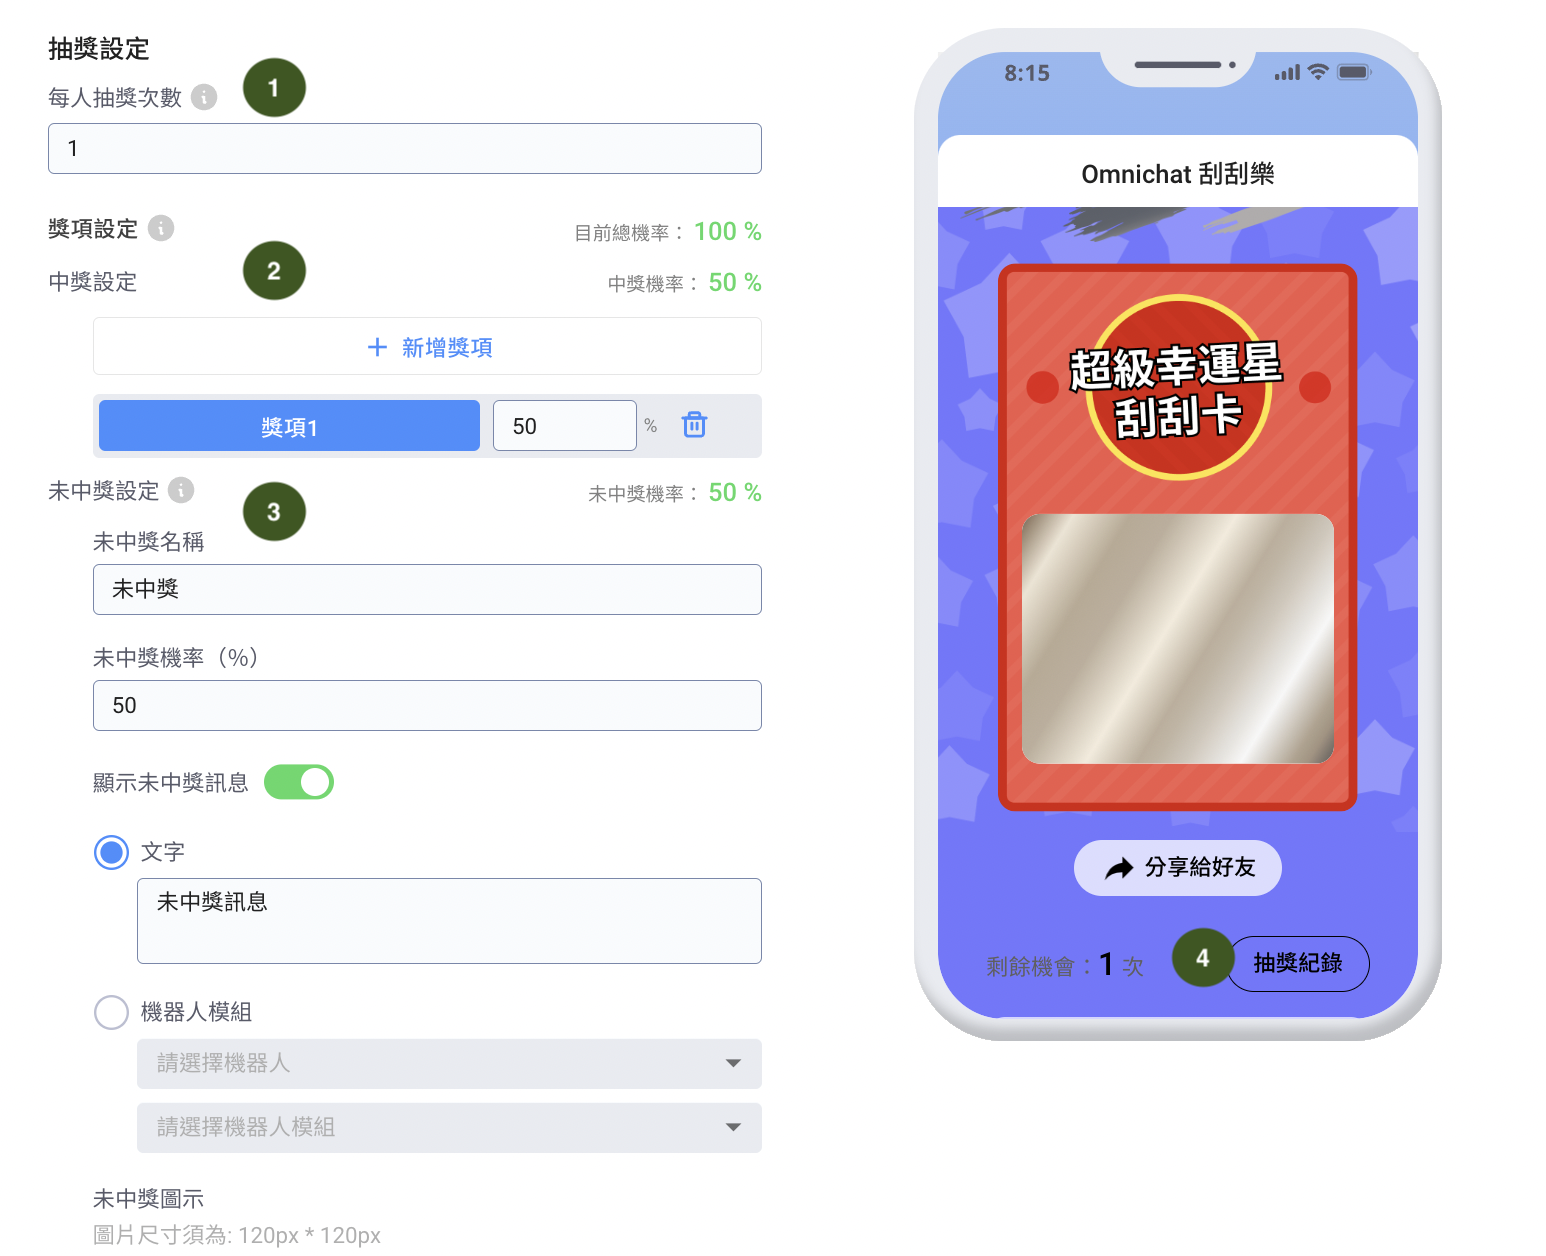 抽獎設定
每人抽獎次數 i 1
1
獎項設定 i 目前總機率： 100 %
中獎設定 2 中獎機率： 50 %
+ 新增獎項
獎項1 50 %
未中獎設定 i 3 未中獎機率： 50 %
未中獎名稱
未中獎
未中獎機率（%）
50
顯示未中獎訊息
文字
未中獎訊息
機器人模組
請選擇機器人
請選擇機器人模組
未中獎圖示
圖片尺寸須為: 120px * 120px
8:15
Omnichat 刮刮樂
超級幸運星
刮刮卡
分享給好友
剩餘機會：1 次 4 抽獎紀錄